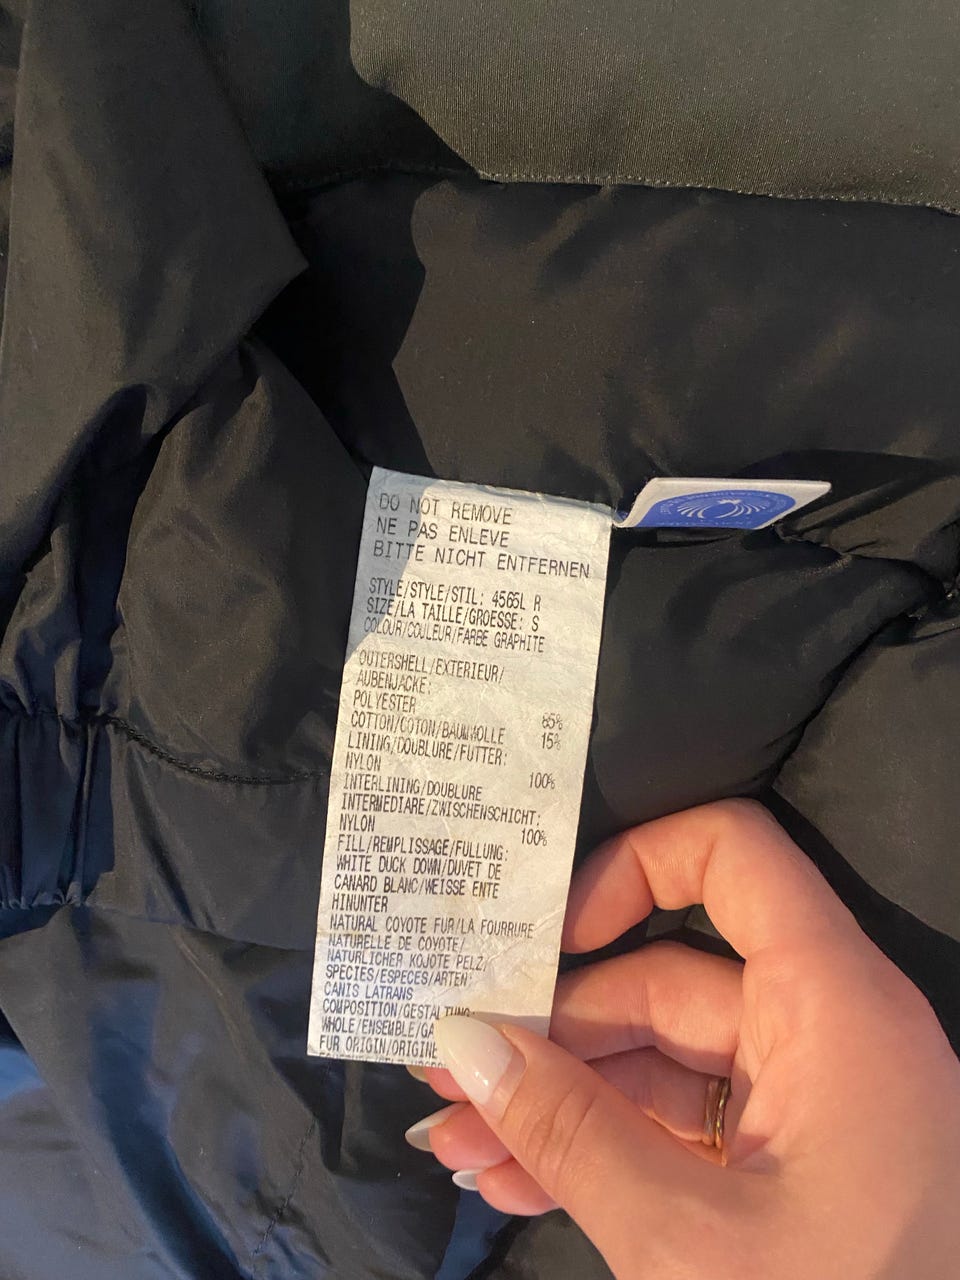 DO NOT REMOVE
NE PAS ENLEVE
BITTE NICHT ENTFERNEN
STYLE/STYLE/STIL: 4565L R
SIZE/LA TAILLE/GROESSE: S
COLOUR/COULEUR/FARBE GRAPHITE
OUTERSHELL/EXTERIEUR/
AUBENJACKE:
POLYESTER 85%
COTTON/COTON/BAUMWOLLE 15%
LINING/DOUBLURE/FUTTER:
NYLON 100%
INTERLINING/DOUBLURE
INTERMEDIARE/ZWISCHENSCHICHT:
NYLON 100%
FILL/REMPLISSAGE/FULLUNG:
WHITE DUCK DOWN/DUVET DE
CANARD BLANC/WEISSE ENTE
HINUNTER
NATURAL COYOTE FUR/LA FOURRURE
NATURELLE DE COYOTE/
NATURLICHER KOJOTE PELZ/
SPECIES/ESPECES/ARTEN:
CANIS LATRANS
COMPOSITION/GESTALTUNG:
WHOLE/ENSEMBLE/GA
FUR ORIGIN/ORIGINE